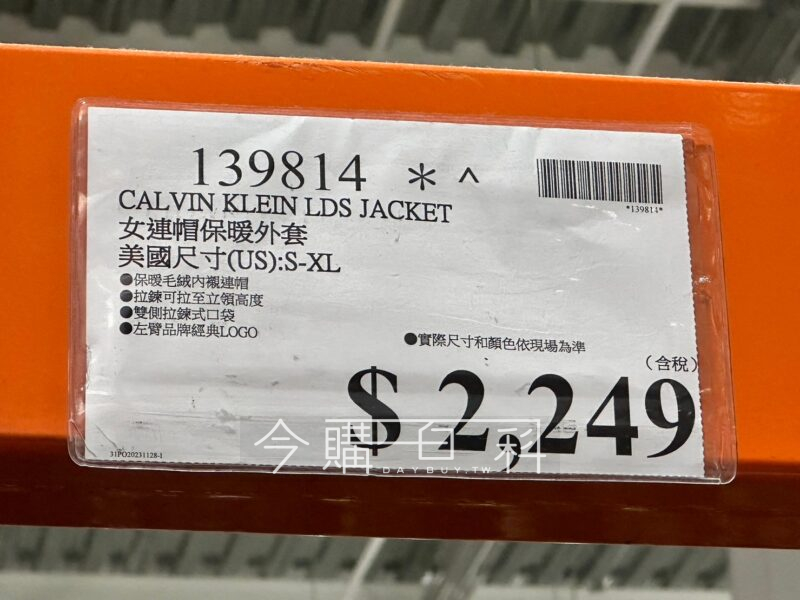 139814 * ^
*139814*
CALVIN KLEIN LDS JACKET
女連帽保暖外套
美國尺寸(US):S-XL
●保暖毛絨內襯連帽
●拉鍊可拉至立領高度
●雙側拉鍊式口袋
●左臂品牌經典LOGO
●實際尺寸和顏色依現場為準
(含稅)
$2,249
今購百科
DAYBUY.TW
31PO20231128-1